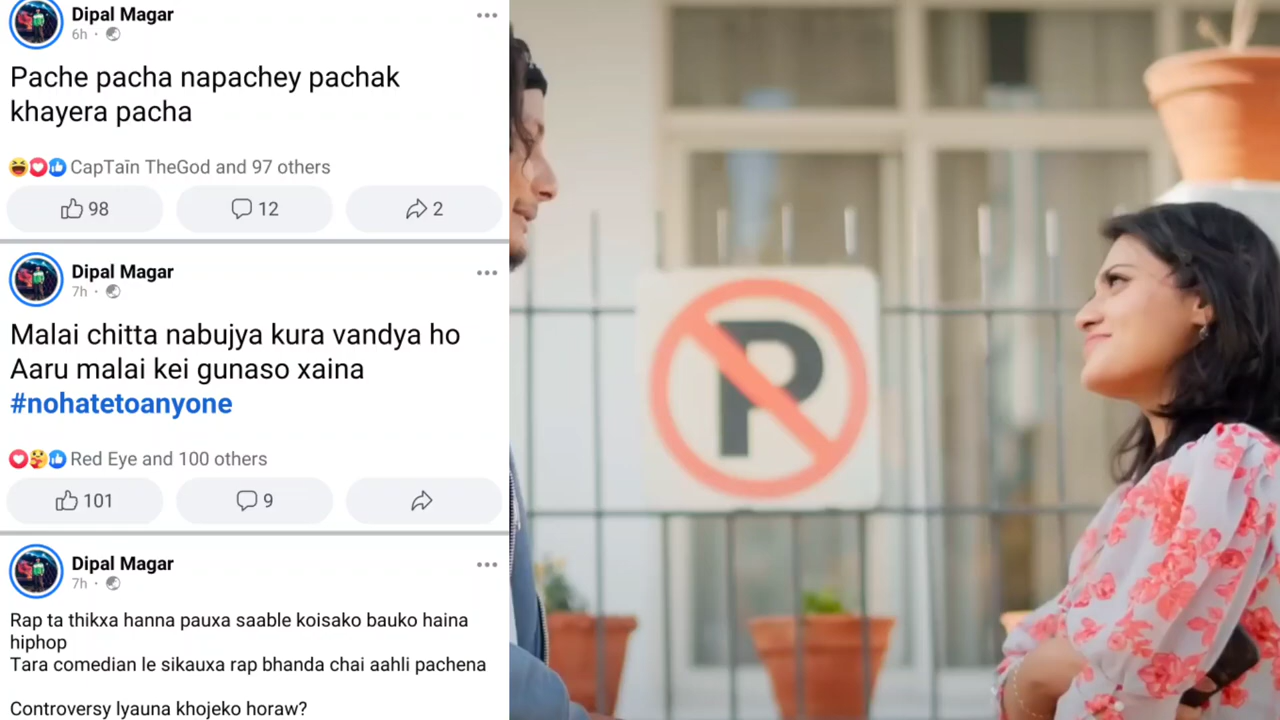 Dipal Magar
6h ·
Pache pacha napachey pachak
khayera pacha
CapTaīn TheGod and 97 others
98
12
2
Dipal Magar
7h ·
Malai chitta nabujya kura vandya ho
Aaru malai kei gunaso xaina
#nohatetoanyone
Red Eye and 100 others
101
9
Dipal Magar
7h ·
Rap ta thikxa hanna pauxa saable koisako bauko haina
hiphop
Tara comedian le sikauxa rap bhanda chai aahli pachena
Controversy lyauna khojeko horaw?
P